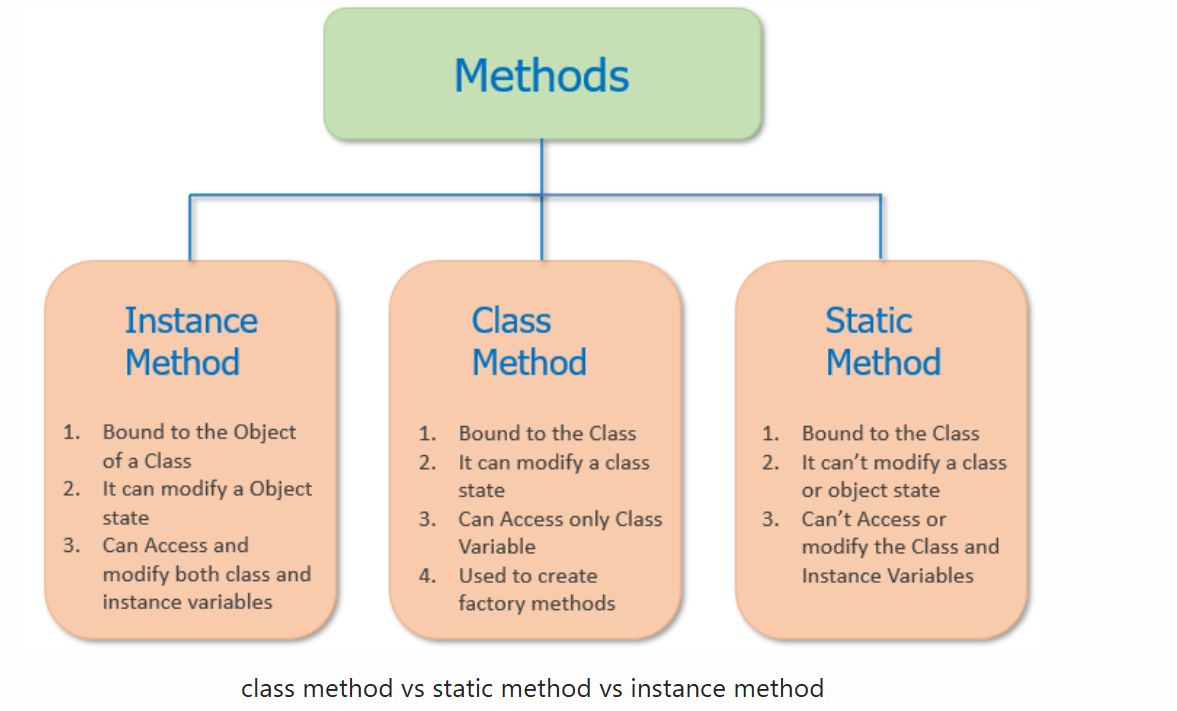 Methods
Instance
Method
1. Bound to the Object
of a Class
2. It can modify a Object
state
3. Can Access and
modify both class and
instance variables
Class
Method
1. Bound to the Class
2. It can modify a class
state
3. Can Access only Class
Variable
4. Used to create
factory methods
Static
Method
1. Bound to the Class
2. It can’t modify a class
or object state
3. Can’t Access or
modify the Class and
Instance Variables
class method vs static method vs instance method